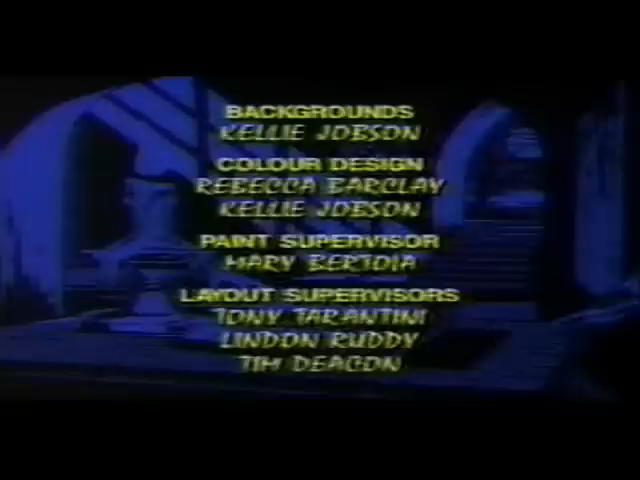 BACKGROUNDS
KELLIE JOBSON
COLOUR DESIGN
REBECCA BARCLAY
KELLIE JOBSON
PAINT SUPERVISOR
MARY BERTOIA
LAYOUT SUPERVISORS
TONY TARANTINI
LINDON RUDDY
TIM DEACON